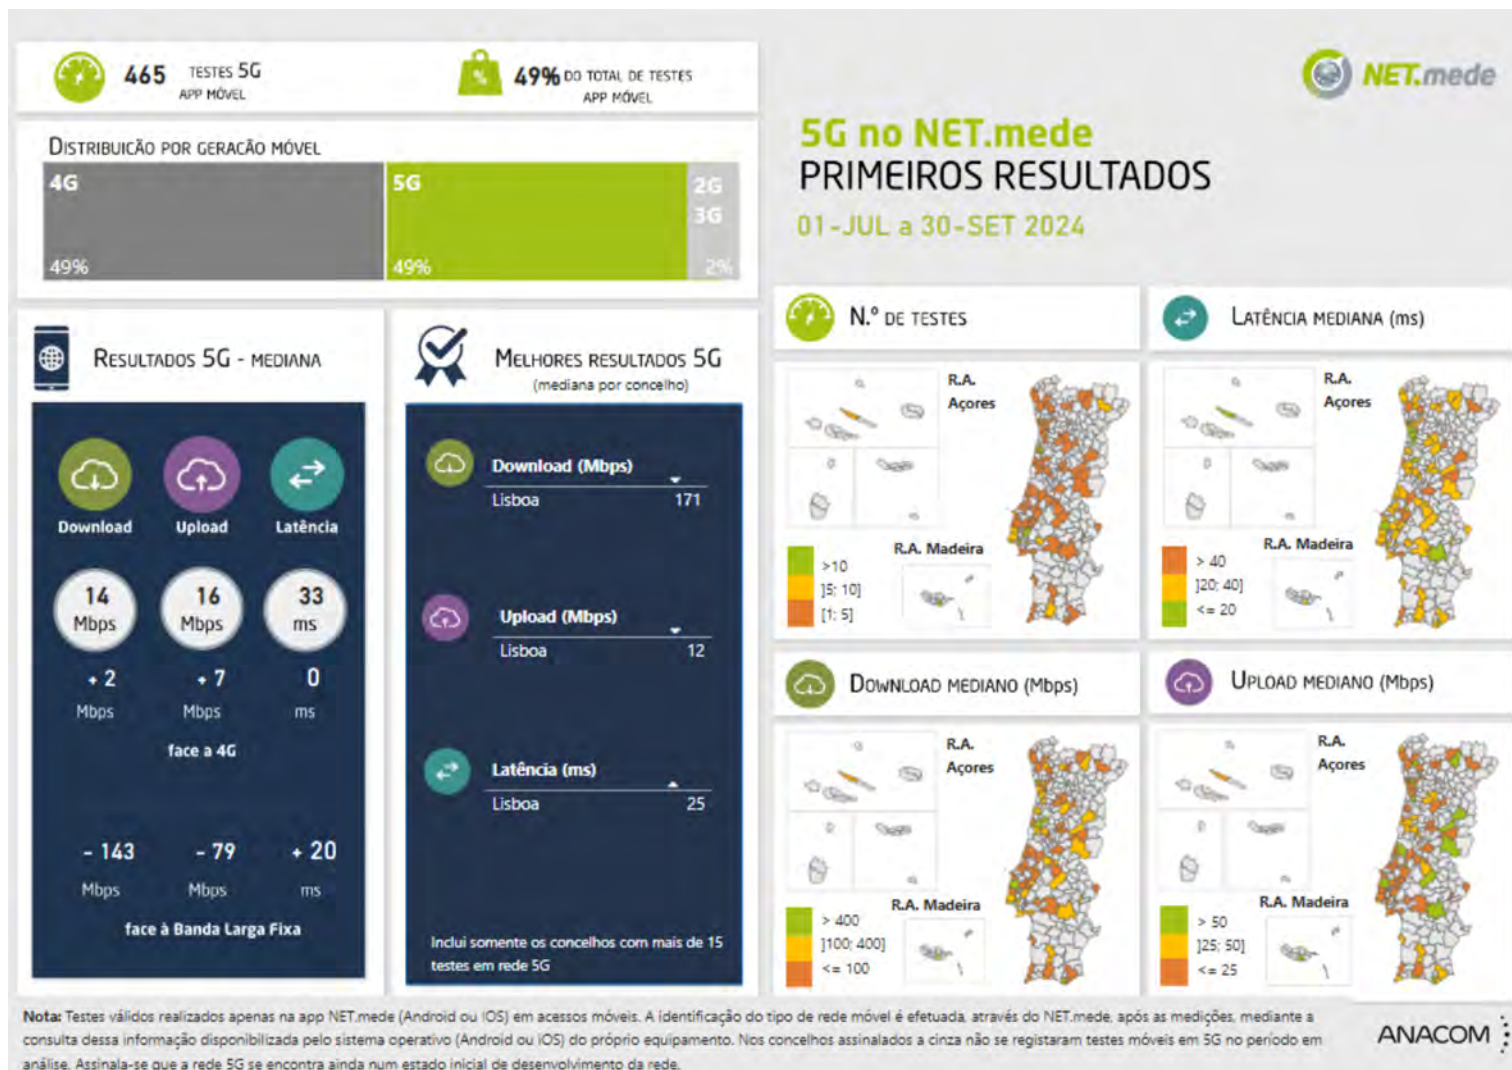 465 TESTES 5G
APP MÓVEL
49% DO TOTAL DE TESTES
APP MÓVEL
NET.mede
5G no NET.mede
PRIMEIROS RESULTADOS
01-JUL a 30-SET 2024
DISTRIBUICÃO POR GERACÃO MÓVEL
4G
49%
5G
49%
2G
3G
2%
RESULTADOS 5G - MEDIANA
Download
Upload
Latência
14
Mbps
16
Mbps
33
ms
+ 2
Mbps
+ 7
Mbps
0
ms
face a 4G
- 143
Mbps
- 79
Mbps
+ 20
ms
face à Banda Larga Fixa
MELHORES RESULTADOS 5G
(mediana por concelho)
Download (Mbps)
Lisboa 171
Upload (Mbps)
Lisboa 12
Latência (ms)
Lisboa 25
Inclui somente os concelhos com mais de 15
testes em rede 5G
N.º DE TESTES
R.A.
Açores
R.A. Madeira
>10
]5; 10]
[1; 5]
LATÊNCIA MEDIANA (ms)
R.A.
Açores
R.A. Madeira
> 40
]20; 40]
<= 20
DOWNLOAD MEDIANO (Mbps)
R.A.
Açores
R.A. Madeira
> 400
]100; 400]
<= 100
UPLOAD MEDIANO (Mbps)
R.A.
Açores
R.A. Madeira
> 50
]25; 50]
<= 25
Nota: Testes válidos realizados apenas na app NET.mede (Android ou iOS) em acessos móveis. A identificação do tipo de rede móvel é efetuada, através do NET.mede, após as medições, mediante a
consulta dessa informação disponibilizada pelo sistema operativo (Android ou iOS) do próprio equipamento. Nos concelhos assinalados a cinza não se registaram testes móveis em 5G no período em
análise. Assinala-se que a rede 5G se encontra ainda num estado inicial de desenvolvimento da rede.
ANACOM